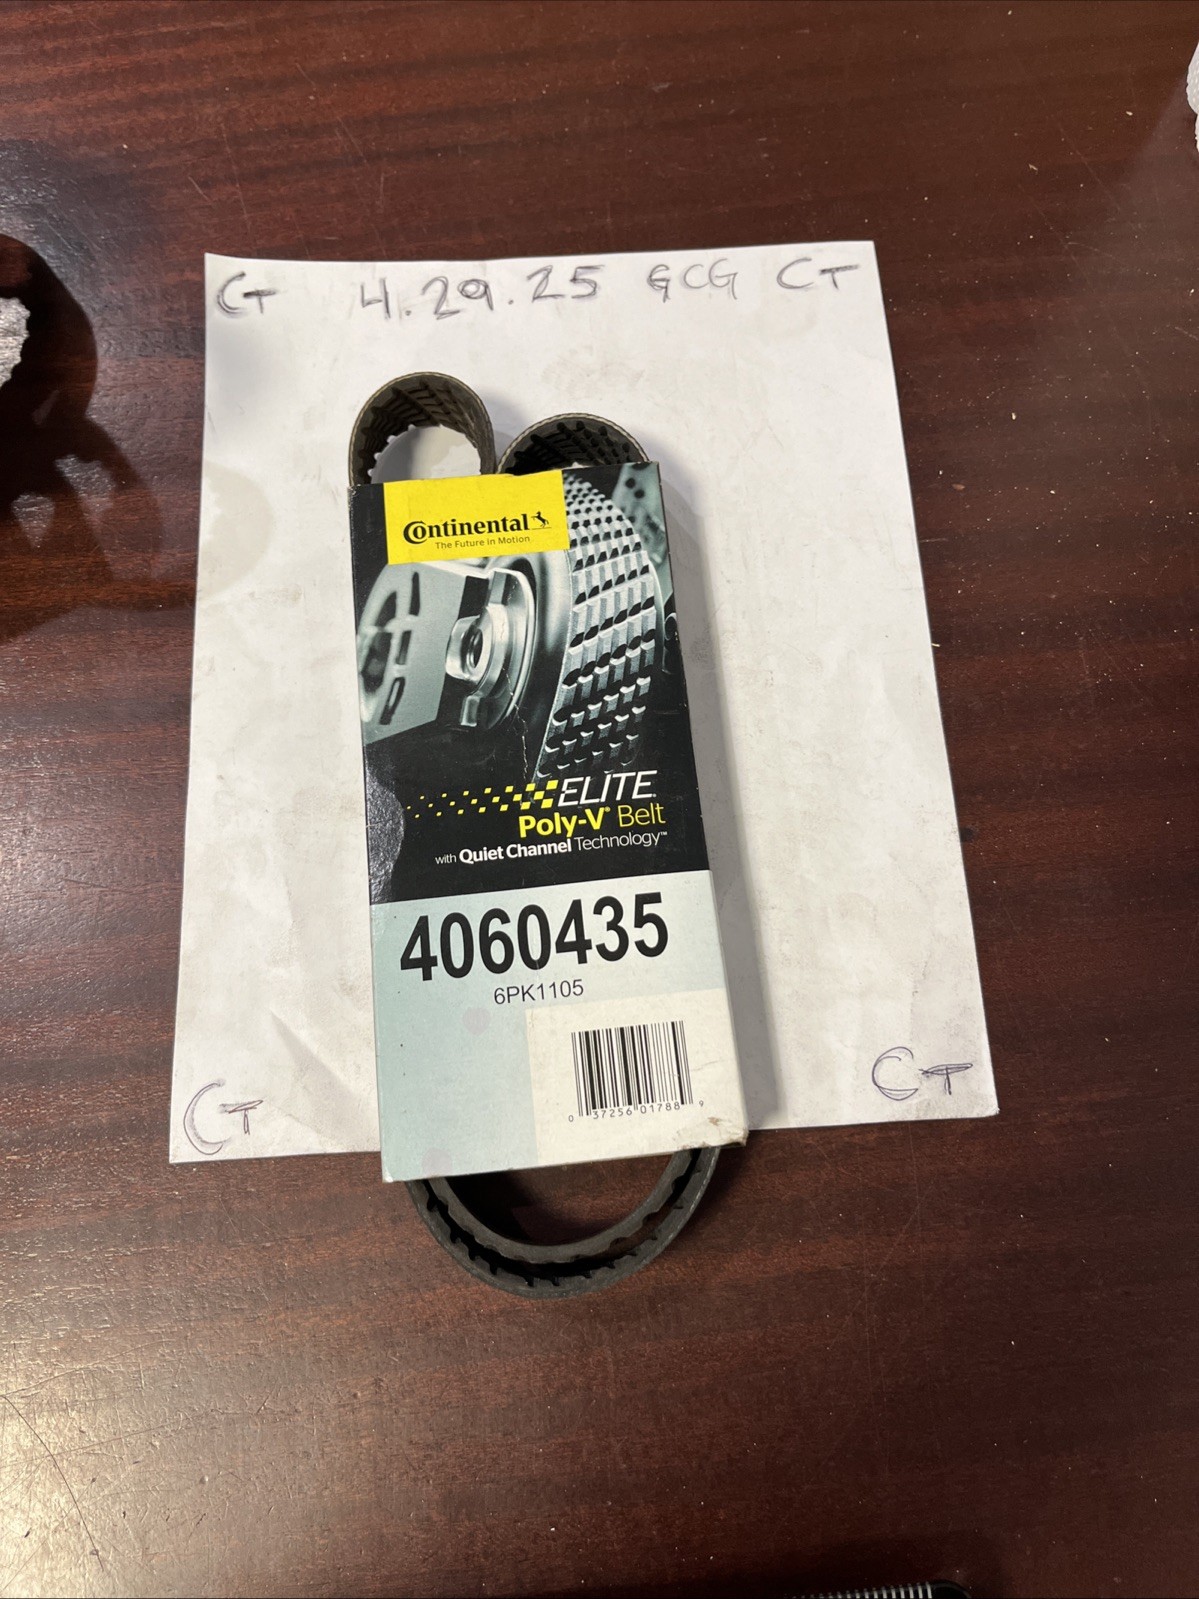 CT 4.29.25 GCG CT
Continental
The Future in Motion
ELITE
Poly-V® Belt
with Quiet Channel Technology™
4060435
6PK1105
0 37256 01788 9
CT
CT